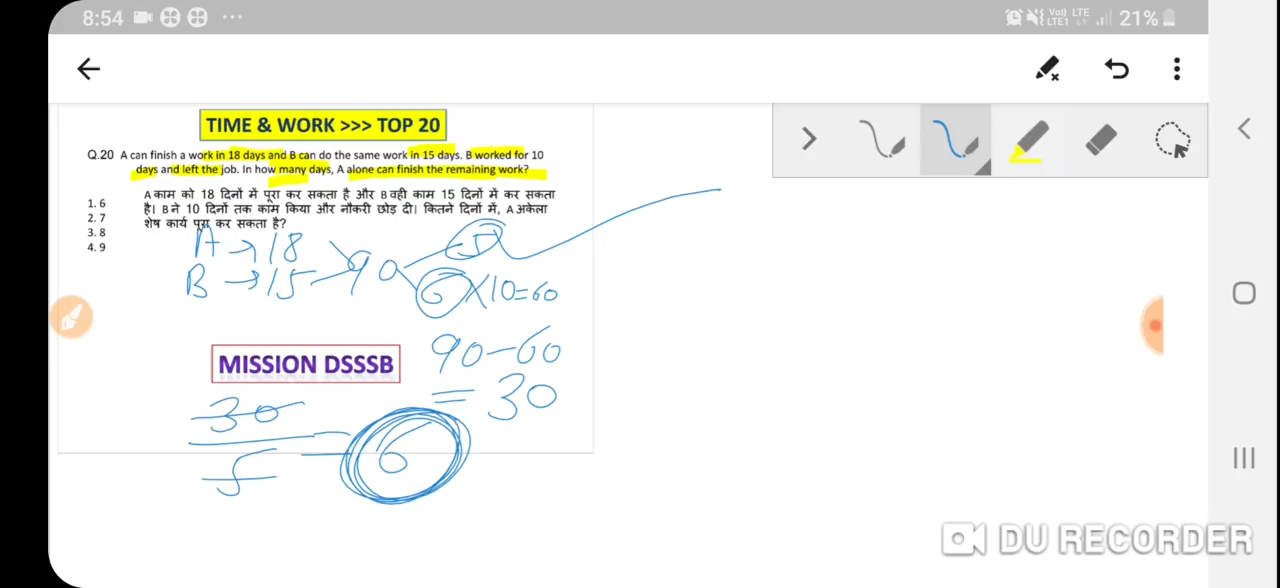 8:54 ...
Vo) LTE
LTE1
21%
TIME & WORK >>> TOP 20
Q.20 A can finish a work in 18 days and B can do the same work in 15 days. B worked for 10
days and left the job. In how many days, A alone can finish the remaining work?
A काम को 18 दिनों में पूरा कर सकता है और B वही काम 15 दिनों में कर सकता
है। B ने 10 दिनों तक काम किया और नौकरी छोड़ दी। कितने दिनों में, A अकेला
शेष कार्य पूरा कर सकता है?
1. 6
2. 7
3. 8
4. 9
A → 18
B → 15
90
5
6 × 10 = 60
90 - 60
= 30
MISSION DSSSB
30
5
= 6
DU RECORDER